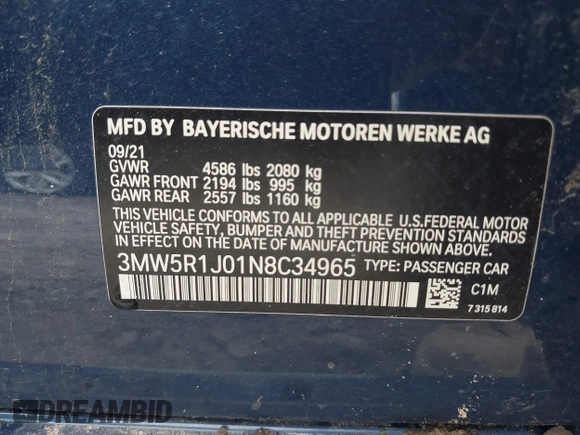 MFD BY BAYERISCHE MOTOREN WERKE AG
09/21
GVWR 4586 lbs 2080 kg
GAWR FRONT 2194 lbs 995 kg
GAWR REAR 2557 lbs 1160 kg
THIS VEHICLE CONFORMS TO ALL APPLICABLE U.S.FEDERAL MOTOR
VEHICLE SAFETY, BUMPER AND THEFT PREVENTION STANDARDS
IN EFFECT ON THE DATE OF MANUFACTURE SHOWN ABOVE.
3MW5R1J01N8C34965 TYPE: PASSENGER CAR
C1M
7 315 814
DREAMBID